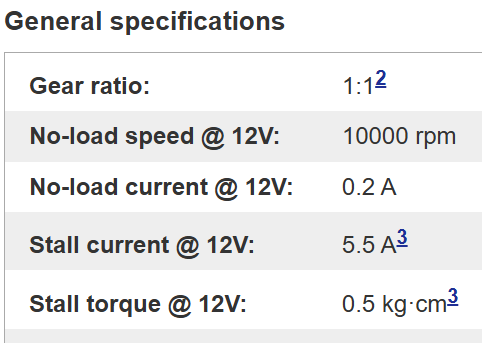 General specifications
Gear ratio: 1:1²
No-load speed @ 12V: 10000 rpm
No-load current @ 12V: 0.2 A
Stall current @ 12V: 5.5 A³
Stall torque @ 12V: 0.5 kg·cm³